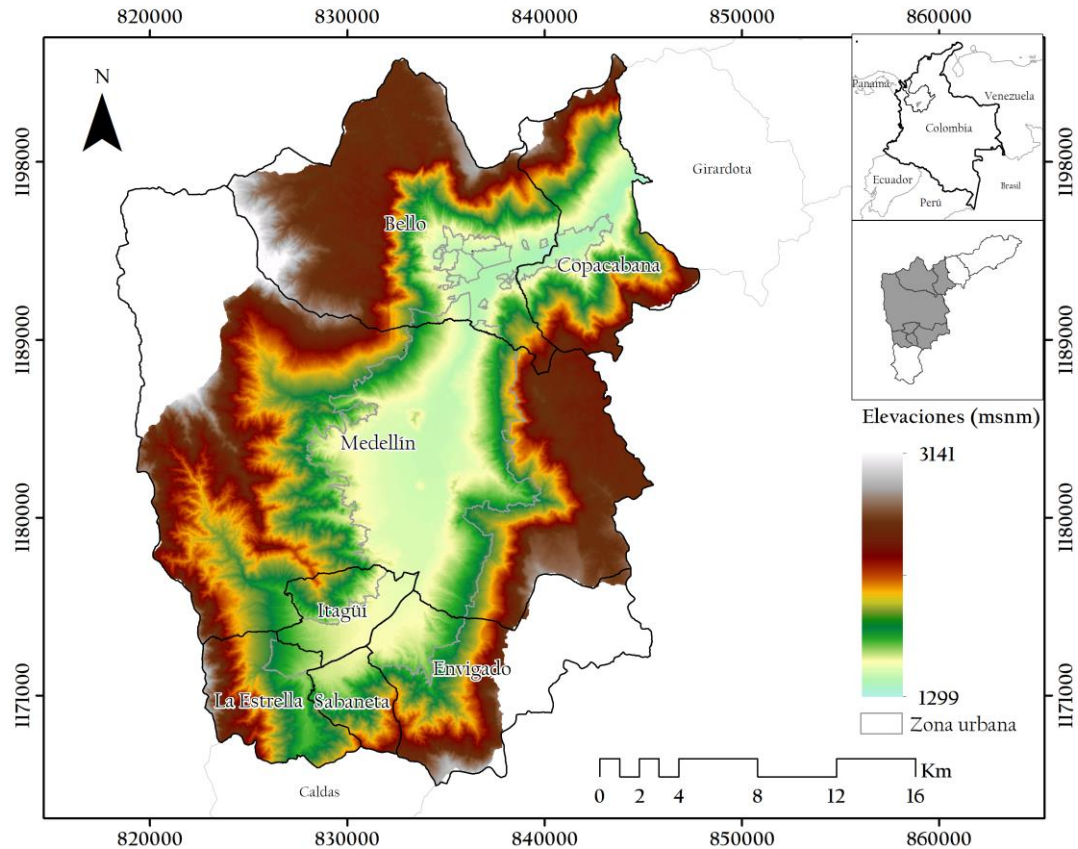 820000 830000 840000 850000 860000
N
Panamá
Venezuela
Colombia
Ecuador
Perú
Brasil
1198000
1198000
Girardota
Bello
Copacabana
1189000
1189000
Elevaciones (msnm)
3141
Medellín
1180000
1180000
Itagüi
Envigado
La Estrella
Sabaneta
1171000
1171000
1299
Zona urbana
Km
0 2 4 8 12 16
Caldas
820000 830000 840000 850000 860000